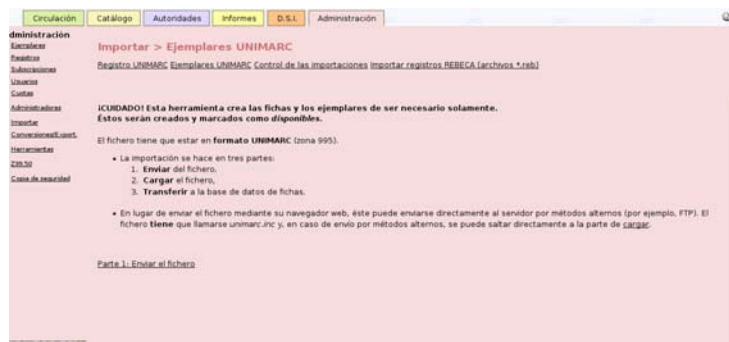 Circulación Catálogo Autoridades Informes D.S.I. Administración
dministración
Ejemplares
Registros
Subscripciones
Usuarios
Cuotas
Administradores
Importar
Conversiones/Export.
Herramientas
Z39.50
Copia de seguridad
Importar > Ejemplares UNIMARC
Registro UNIMARC Ejemplares UNIMARC Control de las importaciones Importar registros REBECA [archivos *.reb]
¡CUIDADO! Esta herramienta crea las fichas y los ejemplares de ser necesario solamente.
Éstos serán creados y marcados como disponibles.
El fichero tiene que estar en formato UNIMARC (zona 995).
• La importación se hace en tres partes:
1. Enviar del fichero,
2. Cargar el fichero,
3. Transferir a la base de datos de fichas.
• En lugar de enviar el fichero mediante su navegador web, éste puede enviarse directamente al servidor por métodos alternos (por ejemplo, FTP). El
fichero tiene que llamarse unimarc.inc y, en caso de envío por métodos alternos, se puede saltar directamente a la parte de cargar.
Parte 1: Enviar el fichero